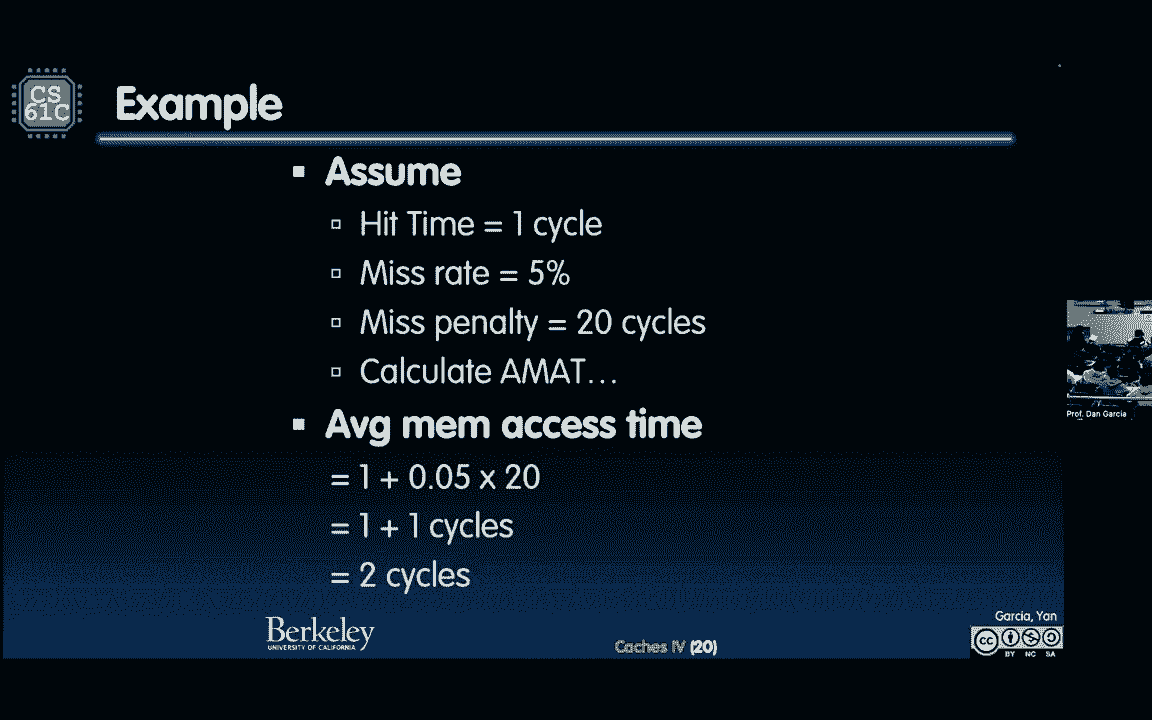 CS
61C
Example
Assume
Hit Time = 1 cycle
Miss rate = 5%
Miss penalty = 20 cycles
Calculate AMAT...
Avg mem access time
= 1 + 0.05 x 20
= 1 + 1 cycles
= 2 cycles
Prof. Dan Garcia
Berkeley
UNIVERSITY OF CALIFORNIA
Caches IV (20)
Garcia, Yan
cc
BY NC SA